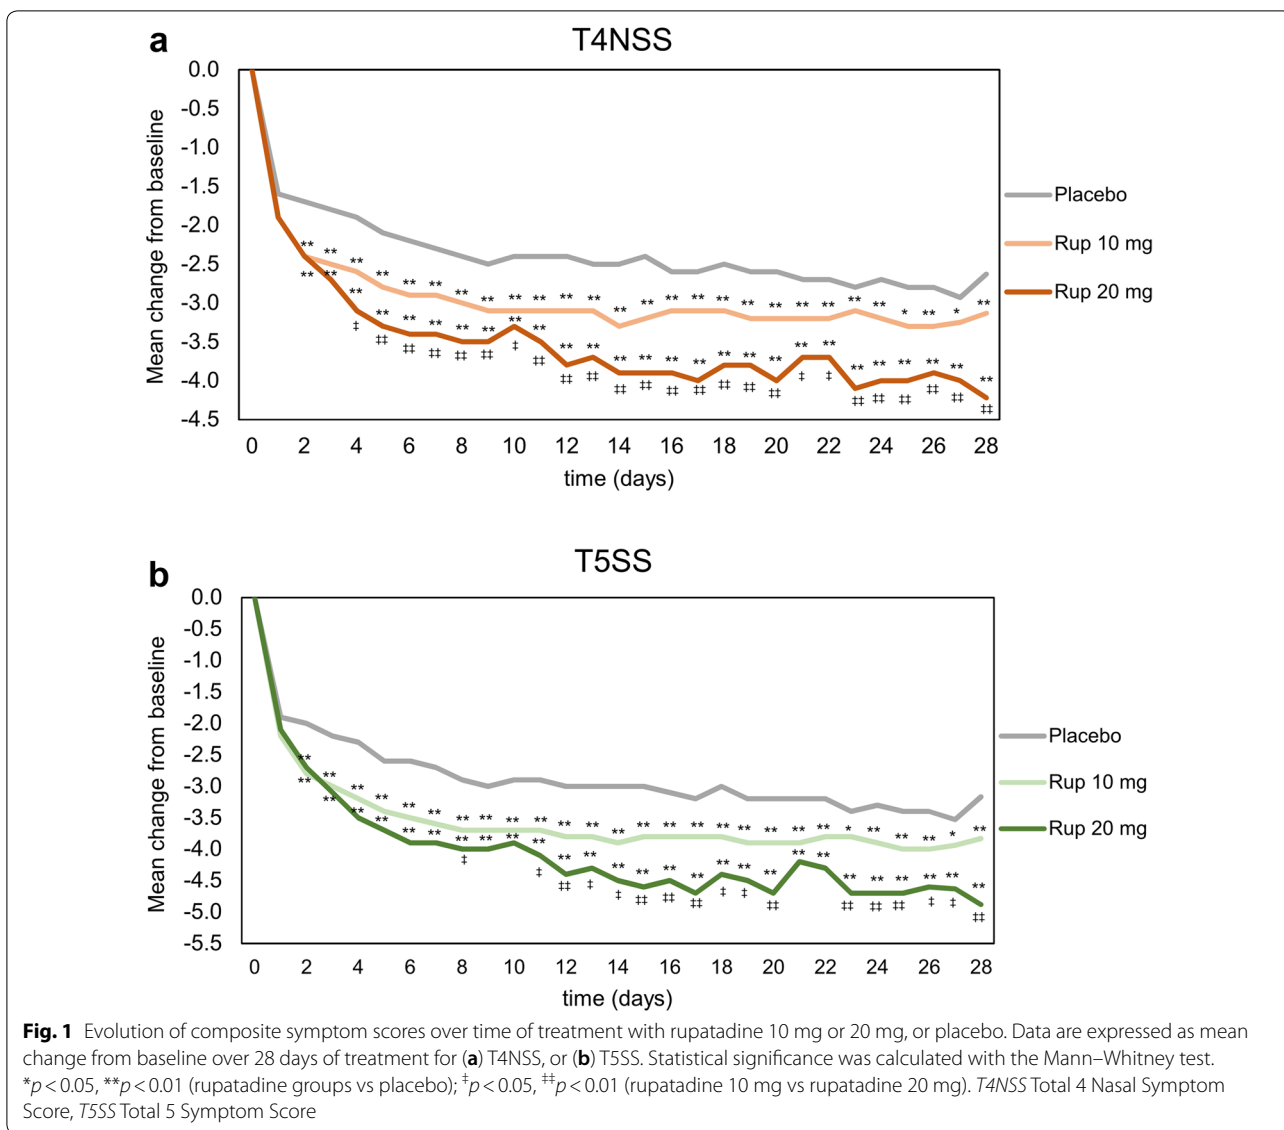 a
T4NSS
Mean change from baseline
0.0
-0.5
-1.0
-1.5
-2.0
-2.5
-3.0
-3.5
-4.0
-4.5
Placebo
Rup 10 mg
Rup 20 mg
** ** ** ** ** ** ** ** ** ** ** ** ** ** ** ** ** ** ** ** ** ** ** * ** * **
** ** ** ** ** ** ** ** ** ** ** ** ** ** ** ** ** ** ** ** ** ** ** ** ** ** **
‡ ‡‡ ‡‡ ‡‡ ‡‡ ‡‡ ‡ ‡‡ ‡‡ ‡‡ ‡‡ ‡‡ ‡‡ ‡‡ ‡‡ ‡‡ ‡‡ ‡ ‡ ‡‡ ‡‡ ‡‡ ‡‡ ‡‡ ‡‡
0 2 4 6 8 10 12 14 16 18 20 22 24 26 28
time (days)
b
T5SS
Mean change from baseline
0.0
-0.5
-1.0
-1.5
-2.0
-2.5
-3.0
-3.5
-4.0
-4.5
-5.0
-5.5
Placebo
Rup 10 mg
Rup 20 mg
** ** ** ** ** ** ** ** ** ** ** ** ** ** ** ** ** ** ** ** ** * ** ** ** * **
** ** ** ** ** ** ** ** ** ** ** ** ** ** ** ** ** ** ** ** ** ** ** ** ** ** **
‡ ‡ ‡‡ ‡ ‡ ‡‡ ‡‡ ‡‡ ‡ ‡ ‡‡ ‡‡ ‡‡ ‡‡ ‡ ‡ ‡‡
0 2 4 6 8 10 12 14 16 18 20 22 24 26 28
time (days)
Fig. 1 Evolution of composite symptom scores over time of treatment with rupatadine 10 mg or 20 mg, or placebo. Data are expressed as mean
change from baseline over 28 days of treatment for (a) T4NSS, or (b) T5SS. Statistical significance was calculated with the Mann–Whitney test.
*p < 0.05, **p < 0.01 (rupatadine groups vs placebo); ‡p < 0.05, ‡‡p < 0.01 (rupatadine 10 mg vs rupatadine 20 mg). T4NSS Total 4 Nasal Symptom
Score, T5SS Total 5 Symptom Score